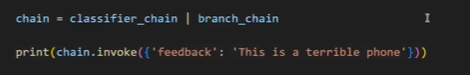 chain = classifier_chain | branch_chain
print(chain.invoke({'feedback': 'This is a terrible phone'}))